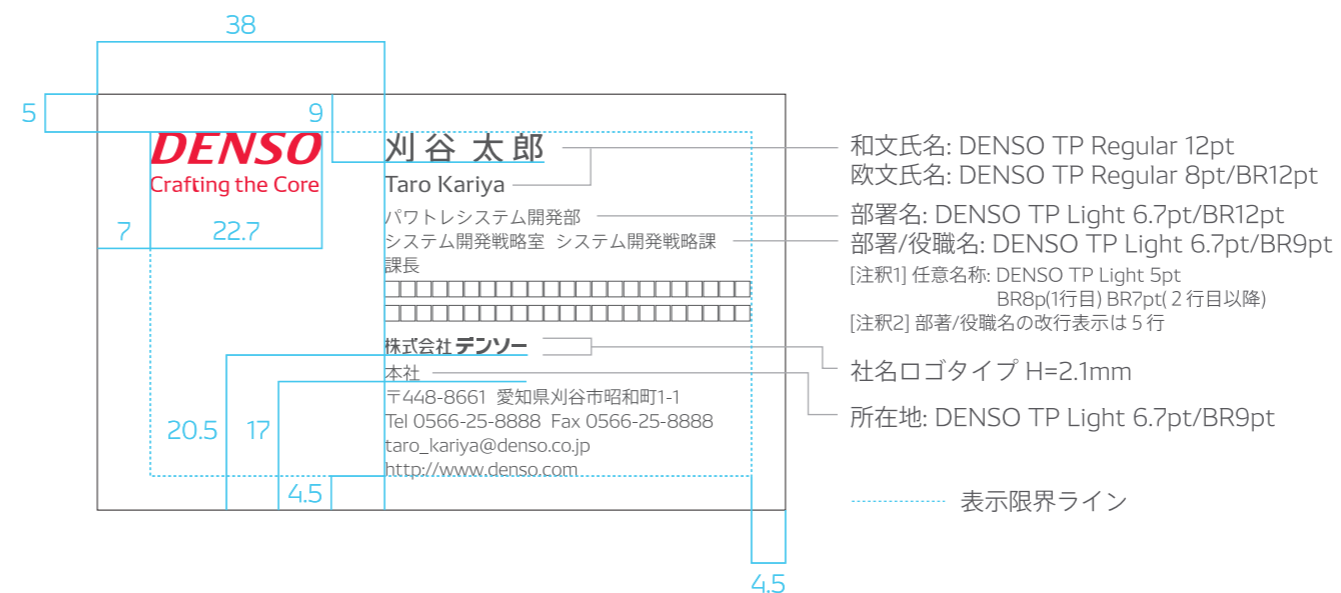 38
5
9
DENSO
Crafting the Core
7
22.7
刈谷 太郎
Taro Kariya
パワトレシステム開発部
システム開発戦略室 システム開発戦略課
課長
株式会社 デンソー
本社
〒448-8661 愛知県刈谷市昭和町1-1
Tel 0566-25-8888 Fax 0566-25-8888
taro_kariya@denso.co.jp
http://www.denso.com
20.5
17
4.5
4.5
和文氏名: DENSO TP Regular 12pt
欧文氏名: DENSO TP Regular 8pt/BR12pt
部署名: DENSO TP Light 6.7pt/BR12pt
部署/役職名: DENSO TP Light 6.7pt/BR9pt
[注釈1] 任意名称: DENSO TP Light 5pt
BR8p(1行目) BR7pt(２行目以降)
[注釈2] 部著/役職名の改行表示は５行
社名ロゴタイプ H=2.1mm
所在地: DENSO TP Light 6.7pt/BR9pt
表示限界ライン